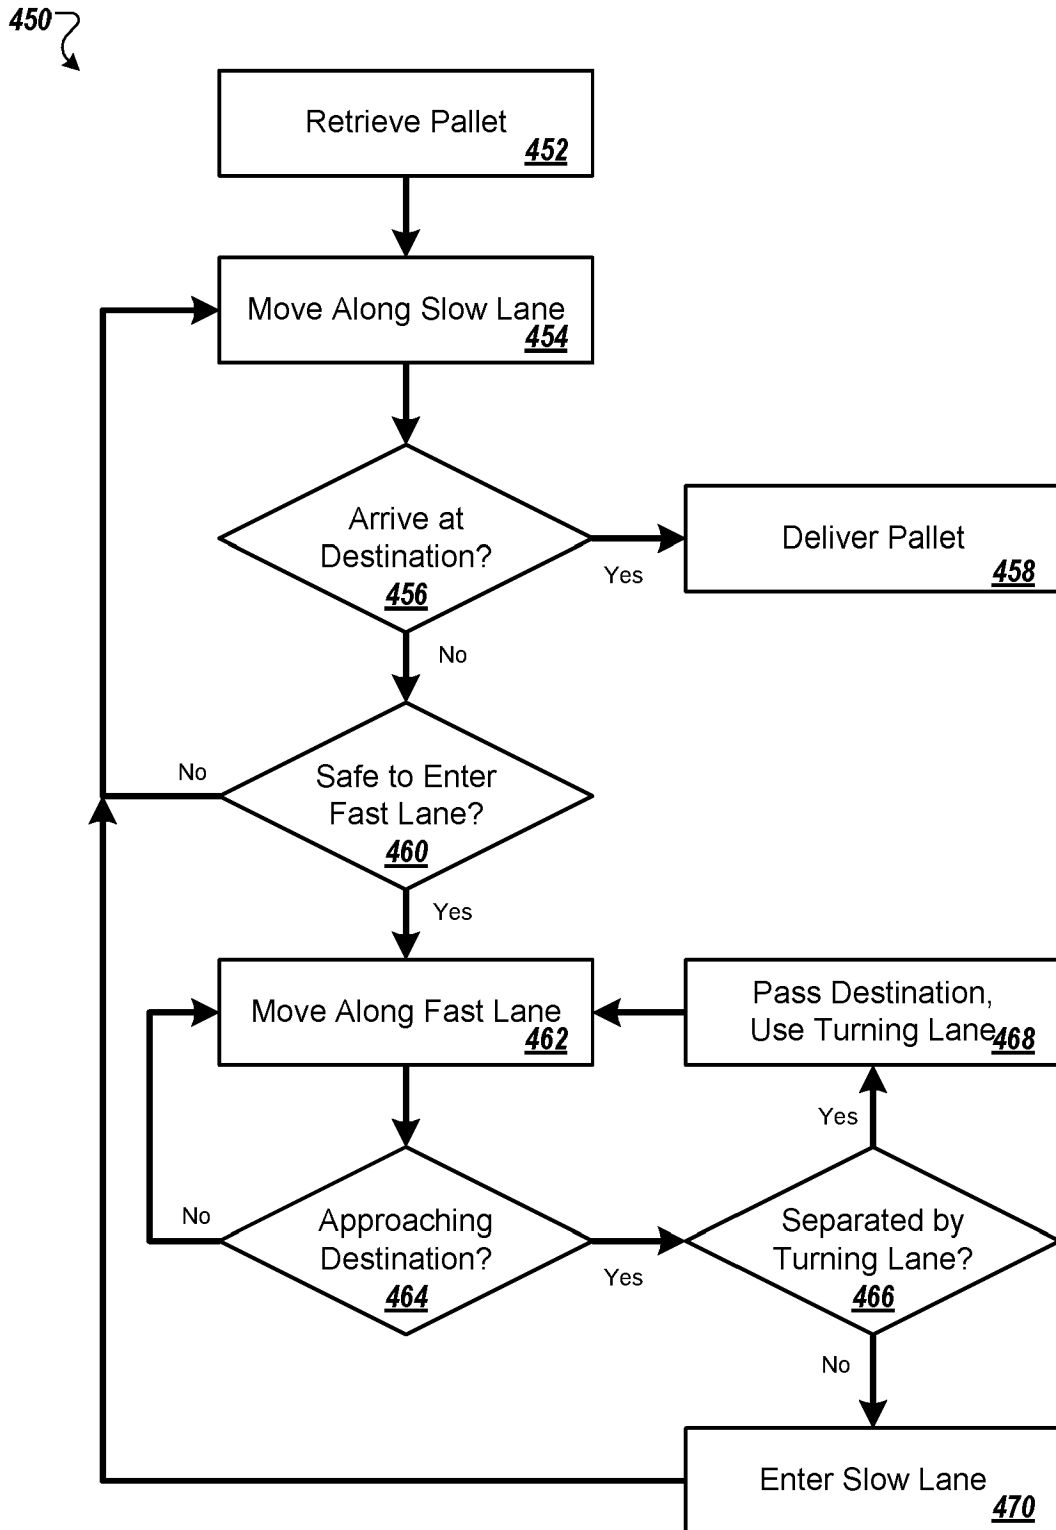 450
Retrieve Pallet
452
Move Along Slow Lane
454
Arrive at
Destination?
456
Yes
Deliver Pallet
458
No
Safe to Enter
Fast Lane?
460
No
Yes
Move Along Fast Lane
462
Pass Destination,
Use Turning Lane
468
Yes
Approaching
Destination?
464
No
Yes
Separated by
Turning Lane?
466
No
Enter Slow Lane
470